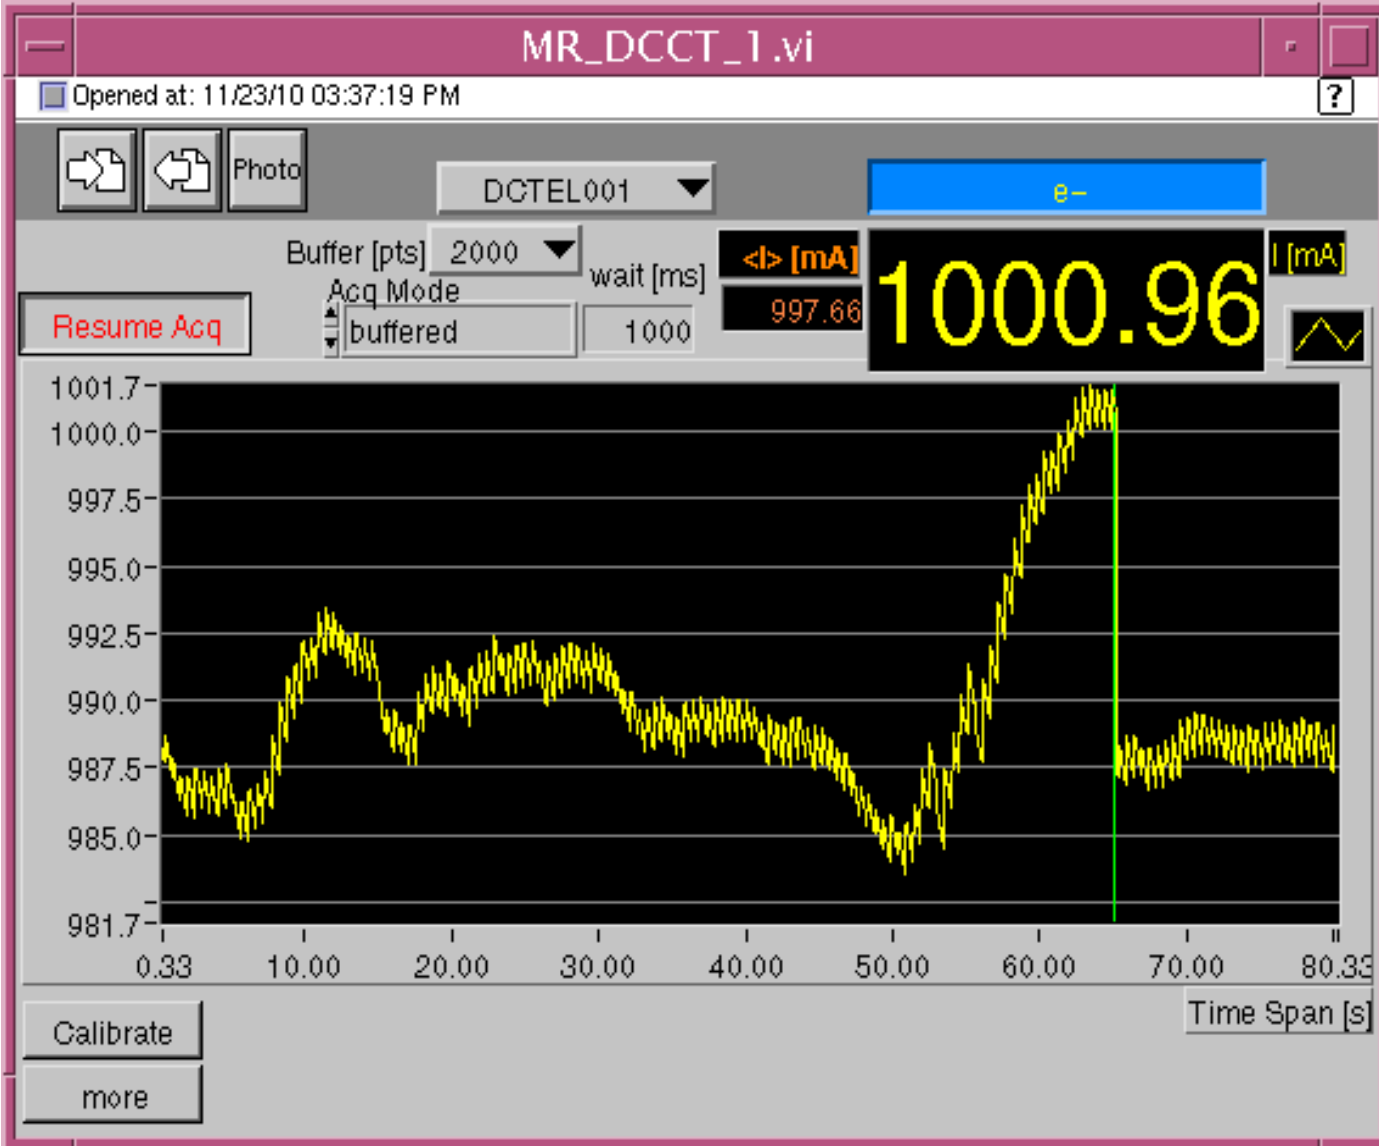 MR_DCCT_1.vi
Opened at: 11/23/10 03:37:19 PM
?
Photo
DCTEL001
e-
Buffer [pts] 2000
wait [ms]
<I> [mA]
1000.96
I [mA]
Acq Mode
Resume Acq
buffered
1000
997.66
1001.7
1000.0
997.5
995.0
992.5
990.0
987.5
985.0
981.7
0.33 10.00 20.00 30.00 40.00 50.00 60.00 70.00 80.33
Time Span [s]
Calibrate
more